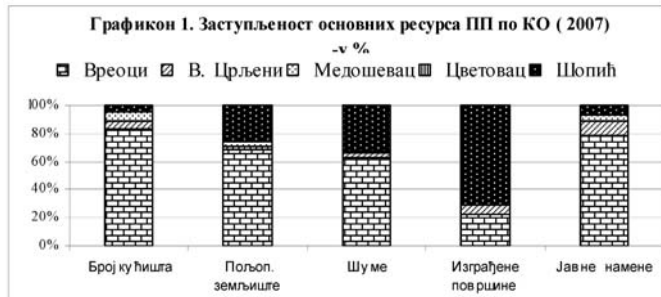 Графикон 1. Заступљеност основних ресурса ПП по КО ( 2007)
-у %
Вреоци В. Црљени Медошевац Цветовац Шопић
100%
80%
60%
40%
20%
0%
Број кућишта Пољоп. земљиште Шуме Изграђене површине Јавне намене